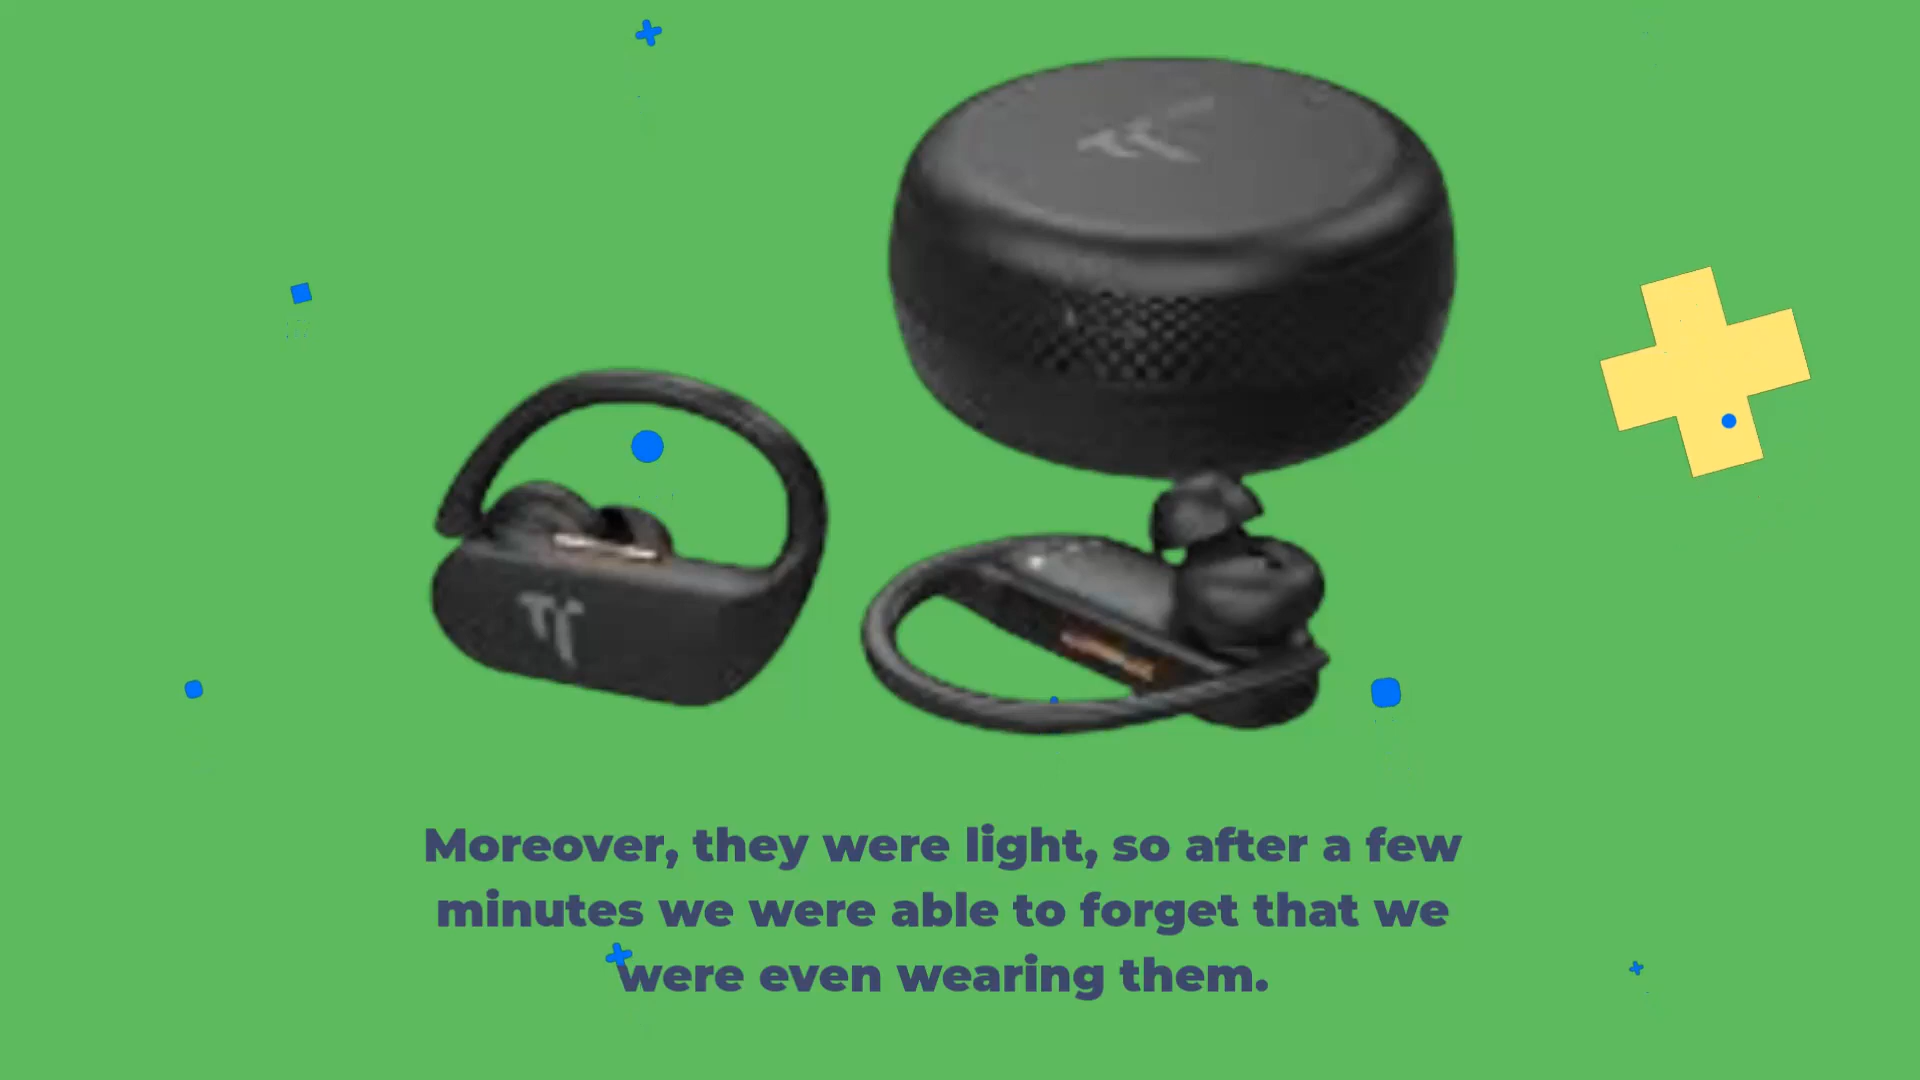 Moreover, they were light, so after a few
minutes we were able to forget that we
were even wearing them.